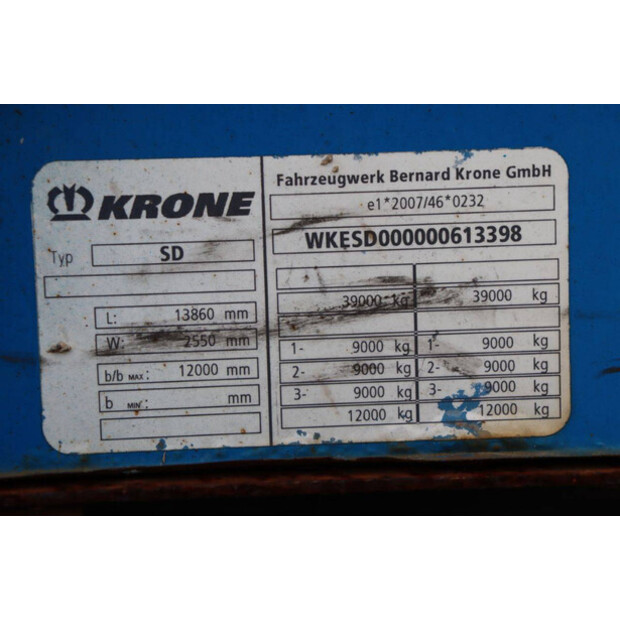 KRONE
Typ SD
L: 13860 mm
W: 2550 mm
b/b MAX: 12000 mm
b MIN: mm
Fahrzeugwerk Bernard Krone GmbH
e1*2007/46*0232
WKESD000000613398
39000 kg 39000 kg
1- 9000 kg 1- 9000 kg
2- 9000 kg 2- 9000 kg
3- 9000 kg 3- 9000 kg
12000 kg 12000 kg